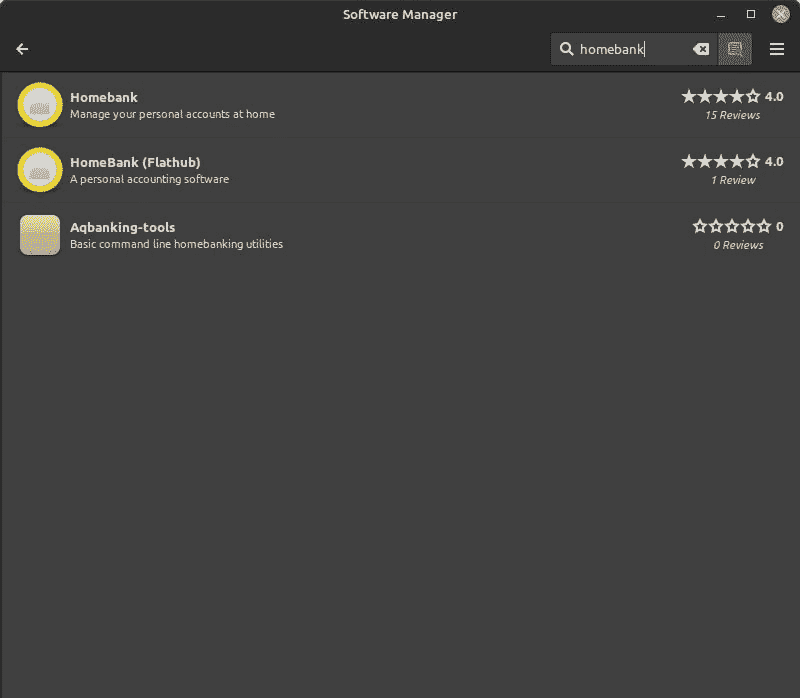 Software Manager
homebank
Homebank
Manage your personal accounts at home
4.0
15 Reviews
HomeBank (Flathub)
A personal accounting software
4.0
1 Review
Aqbanking-tools
Basic command line homebanking utilities
0
0 Reviews